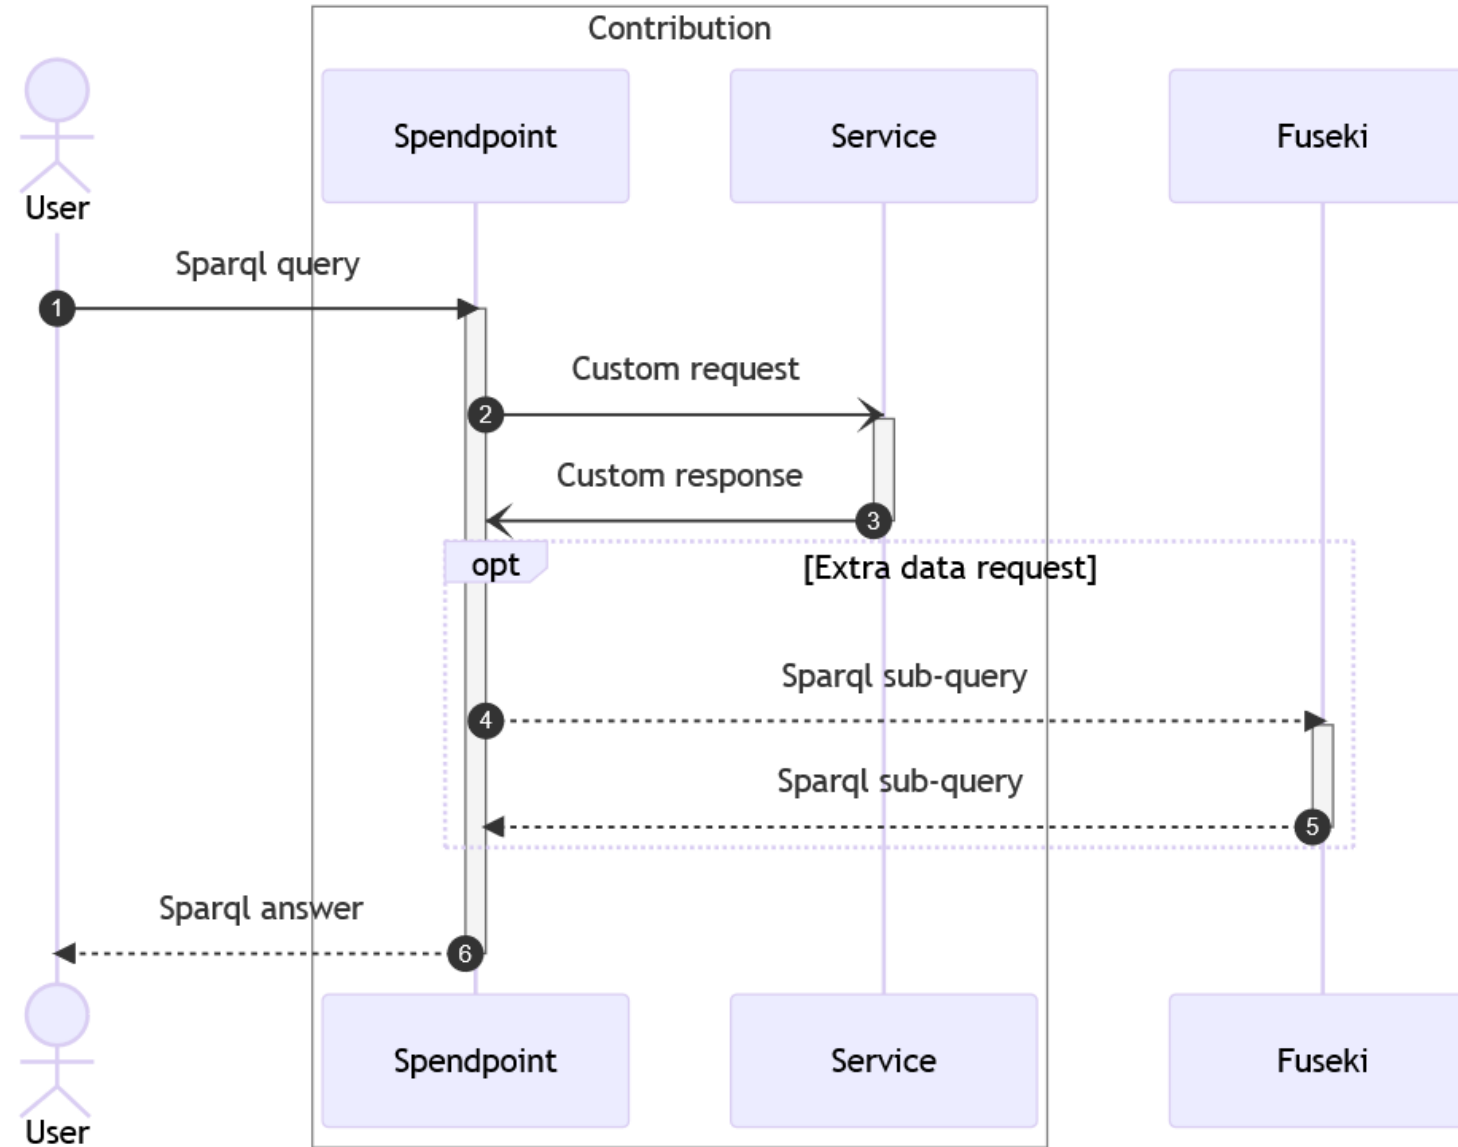 Contribution
Spendpoint
Service
Fuseki
User
Sparql query
1
Custom request
2
Custom response
3
opt
[Extra data request]
Sparql sub-query
4
Sparql sub-query
5
Sparql answer
6
Spendpoint
Service
Fuseki
User